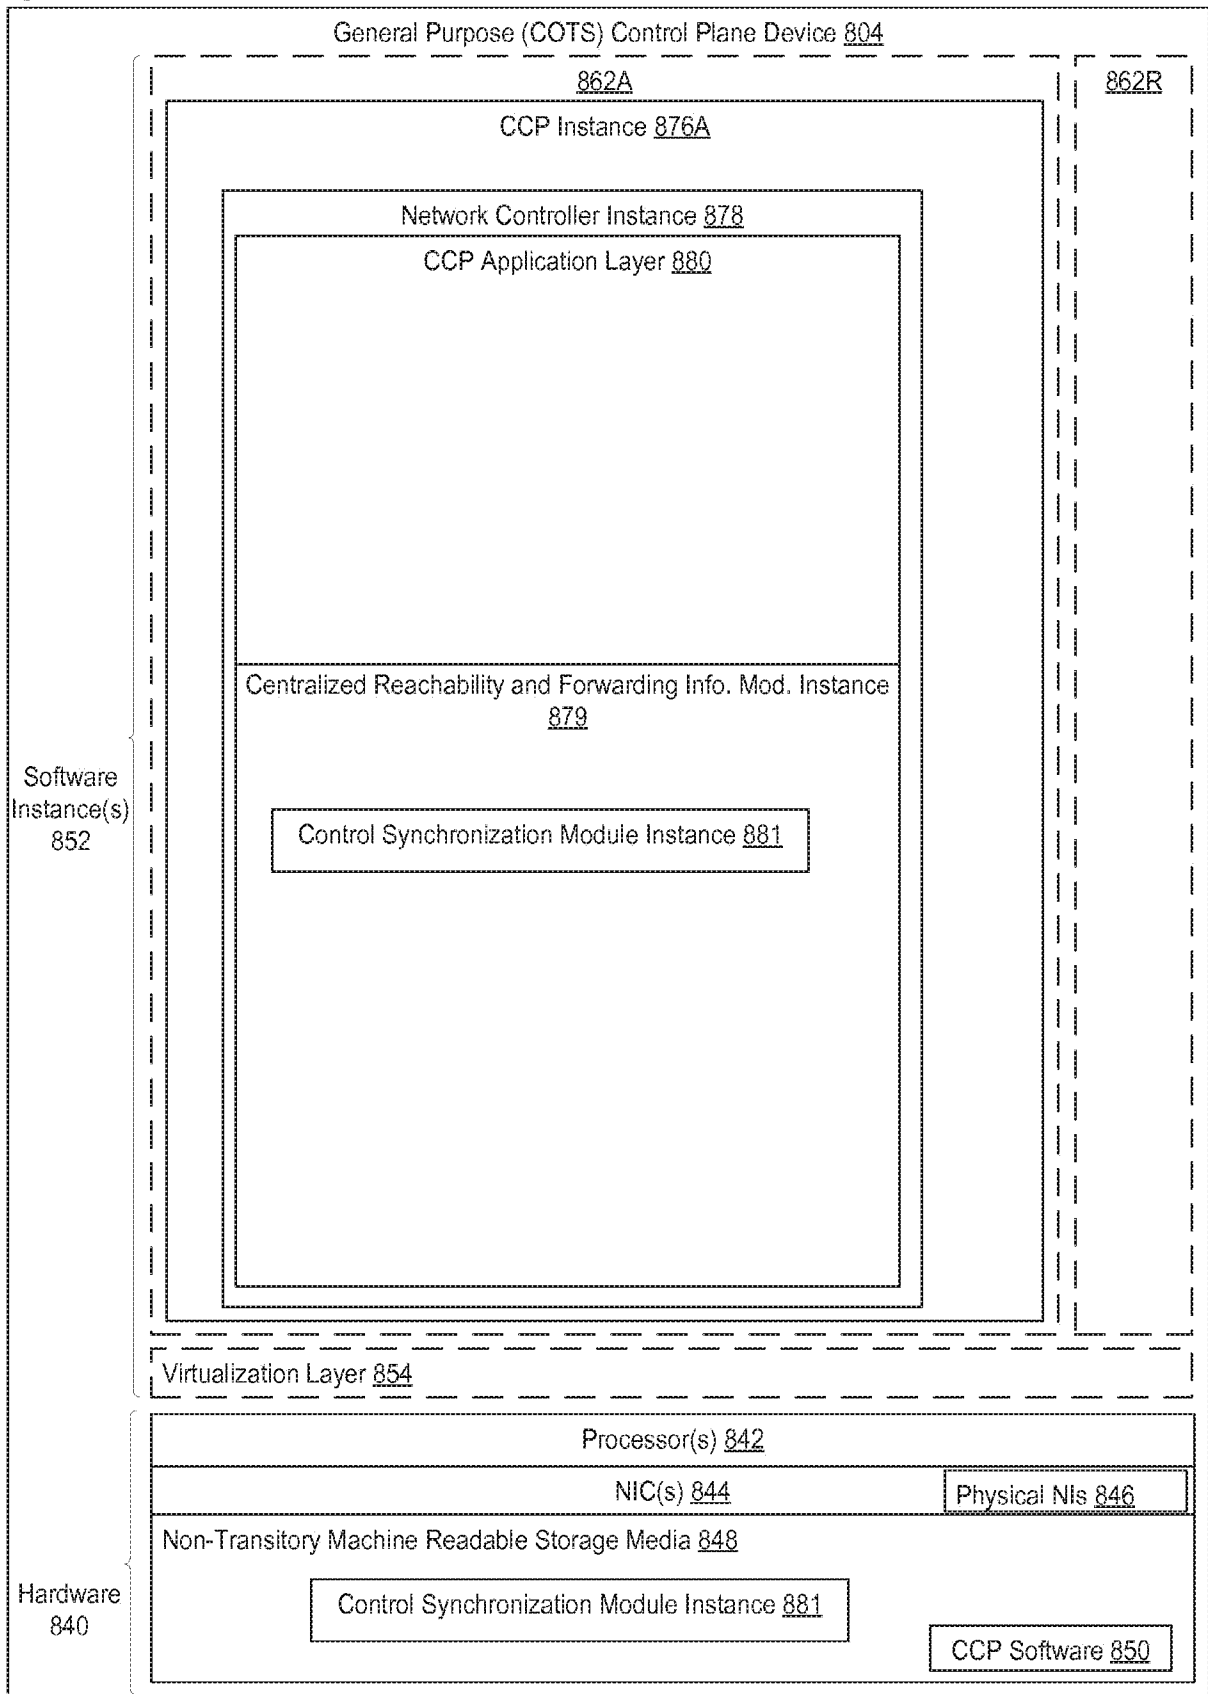 General Purpose (COTS) Control Plane Device 804
862A
862R
CCP Instance 876A
Network Controller Instance 878
CCP Application Layer 880
Centralized Reachability and Forwarding Info. Mod. Instance
879
Software
Instance(s)
852
Control Synchronization Module Instance 881
Virtualization Layer 854
Processor(s) 842
NIC(s) 844
Physical NIs 846
Non-Transitory Machine Readable Storage Media 848
Hardware
840
Control Synchronization Module Instance 881
CCP Software 850